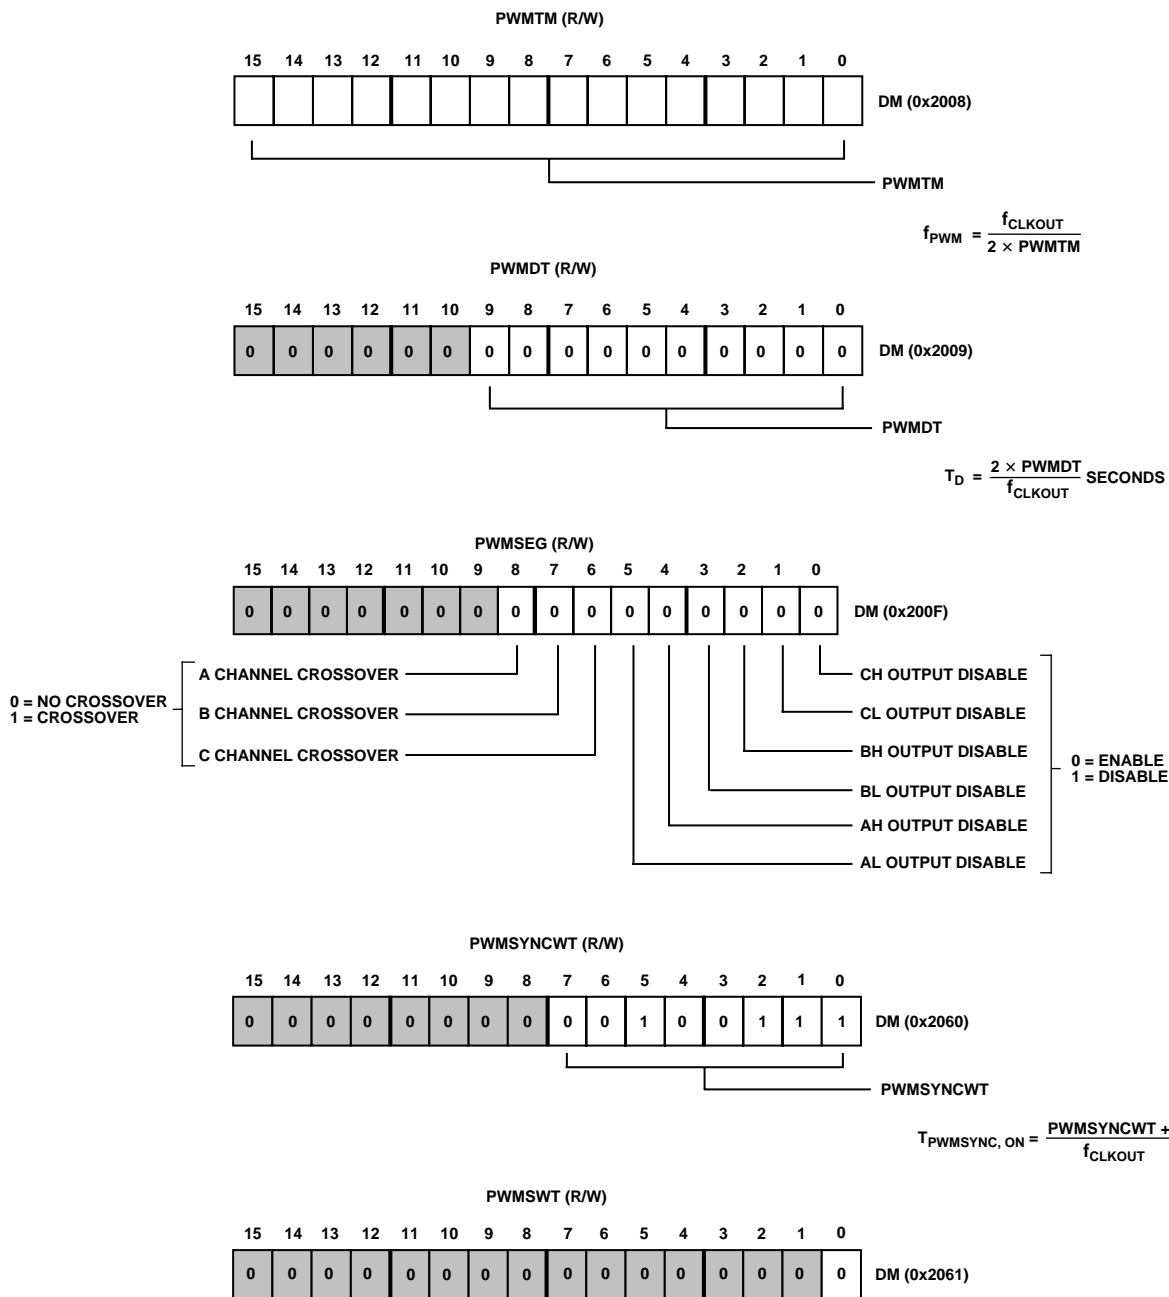 PWMTM (R/W)
15 14 13 12 11 10 9 8 7 6 5 4 3 2 1 0
DM (0x2008)
PWMTM
fPWM = fCLKOUT / 2 × PWMTM
PWMDT (R/W)
15 14 13 12 11 10 9 8 7 6 5 4 3 2 1 0
0 0 0 0 0 0 0 0 0 0 0 0 0 0 0 0 DM (0x2009)
PWMDT
TD = 2 × PWMDT / fCLKOUT SECONDS
PWMSEG (R/W)
15 14 13 12 11 10 9 8 7 6 5 4 3 2 1 0
0 0 0 0 0 0 0 0 0 0 0 0 0 0 0 0 DM (0x200F)
0 = NO CROSSOVER
1 = CROSSOVER
A CHANNEL CROSSOVER
B CHANNEL CROSSOVER
C CHANNEL CROSSOVER
CH OUTPUT DISABLE
CL OUTPUT DISABLE
BH OUTPUT DISABLE
BL OUTPUT DISABLE
AH OUTPUT DISABLE
AL OUTPUT DISABLE
0 = ENABLE
1 = DISABLE
PWMSYNCWT (R/W)
15 14 13 12 11 10 9 8 7 6 5 4 3 2 1 0
0 0 0 0 0 0 0 0 0 0 1 0 0 1 1 1 DM (0x2060)
PWMSYNCWT
TPWMSYNC, ON = PWMSYNCWT + / fCLKOUT
PWMSWT (R/W)
15 14 13 12 11 10 9 8 7 6 5 4 3 2 1 0
0 0 0 0 0 0 0 0 0 0 0 0 0 0 0 0 DM (0x2061)